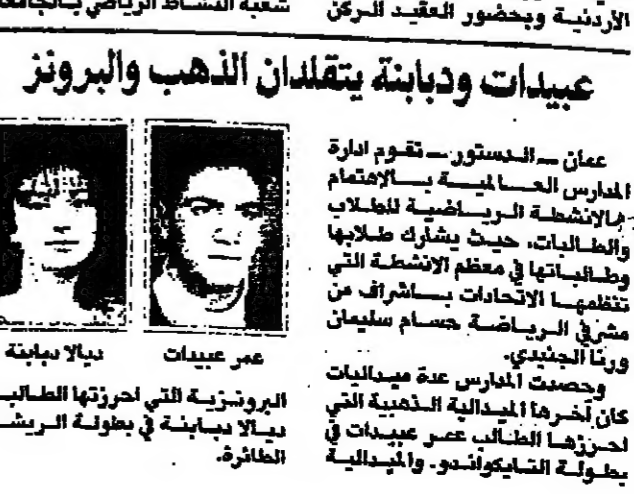 الأردنية وبحضور العقيد الركن
شعبة النشاط الرياضي بالجامعة
عبيدات ودبابنة يتقلدان الذهب والبرونز
عمان ــ الدستور ــ تقوم ادارة
المدارس العالمية بالاهتمام
بالانشطة الرياضية للطلاب
والطالبات، حيث يشارك طلابها
وطالباتها في معظم الانشطة التي
تنظمها الاتحادات باشراف من
مشرفي الرياضة حسام سليمان
ورنا الجنيدي.
وحصدت المدارس عدة ميداليات
كان آخرها الميدالية الذهبية التي
احرزها الطالب عمر عبيدات في
بطولة التايكواندو. والميدالية
عمر عبيدات
ديالا دبابنة
البرونزية التي احرزتها الطالبة
ديالا دبابنة في بطولة الريشة
الطائرة.